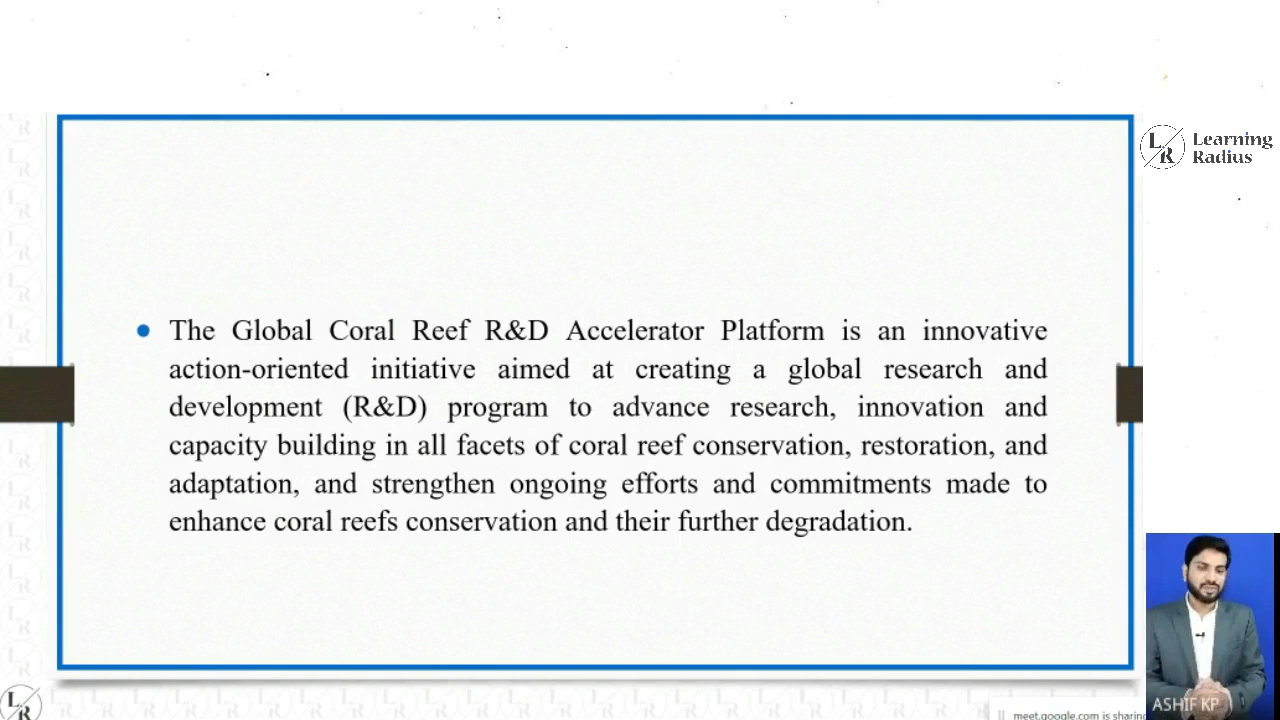 Learning
Radius
The Global Coral Reef R&D Accelerator Platform is an innovative
action-oriented initiative aimed at creating a global research and
development (R&D) program to advance research, innovation and
capacity building in all facets of coral reef conservation, restoration, and
adaptation, and strengthen ongoing efforts and commitments made to
enhance coral reefs conservation and their further degradation.
ASHIF KP
LR
meet.google.com is sharing